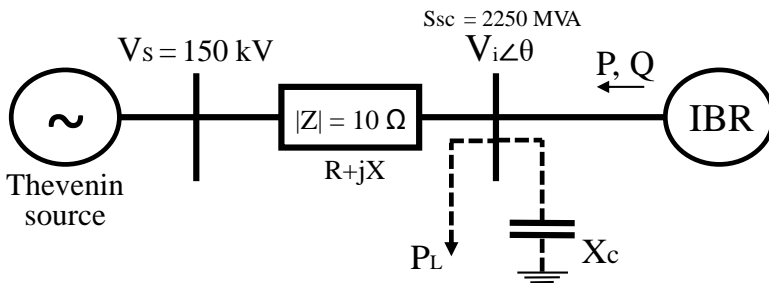 Ssc = 2250 MVA
Vs = 150 kV
Vi∠θ
P, Q
~
|Z| = 10 Ω
IBR
R+jX
Thevenin
source
PL
Xc